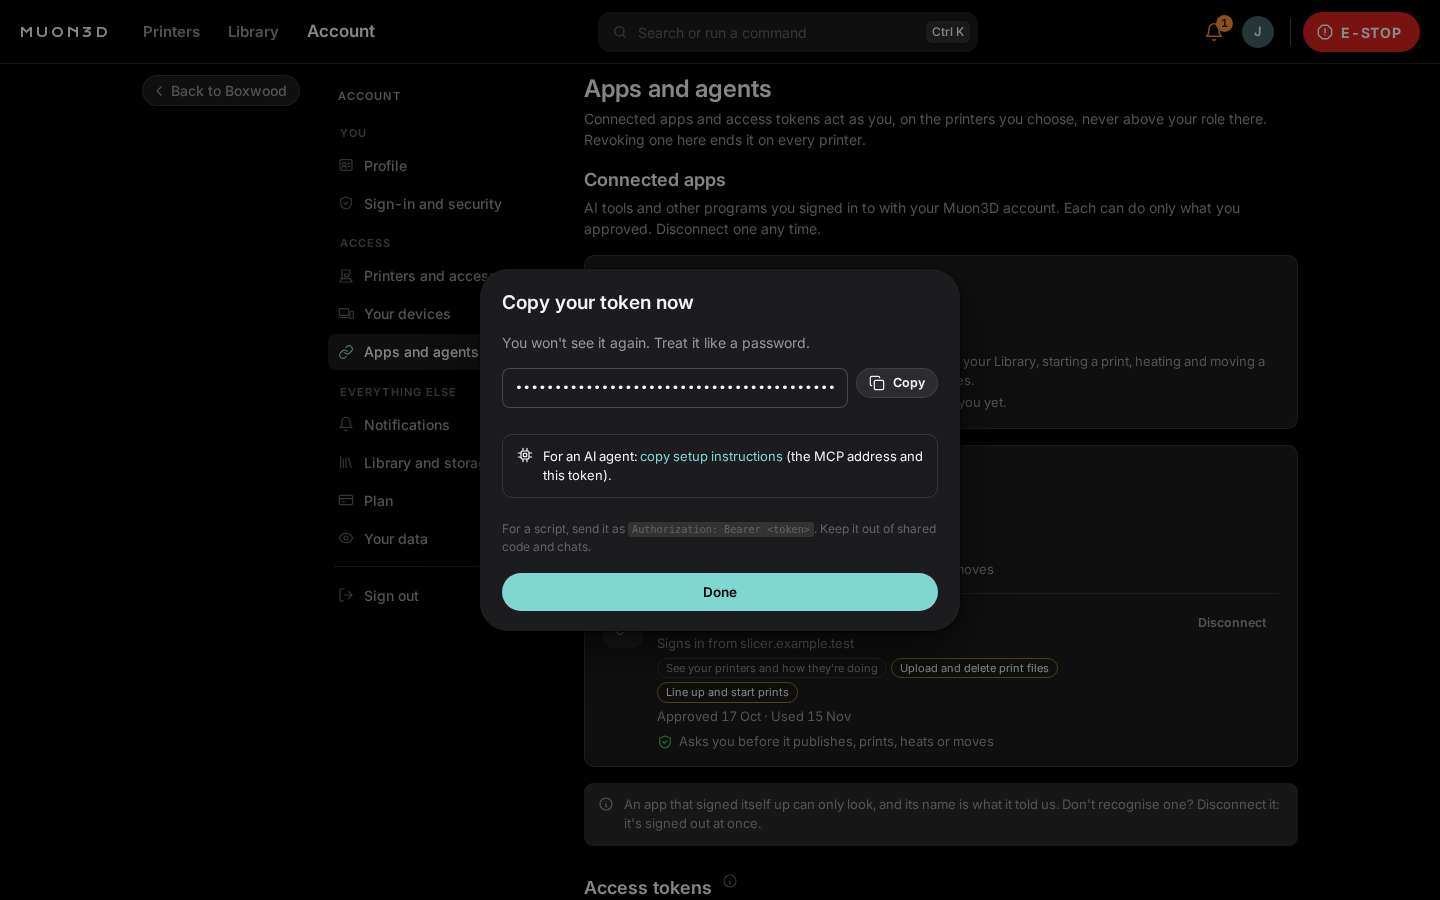 MUON3D
Printers
Library
Account
Search or run a command
Ctrl K
1
J
E-STOP
Back to Boxwood
ACCOUNT
YOU
Profile
Sign-in and security
ACCESS
Printers and access
Your devices
Apps and agents
EVERYTHING ELSE
Notifications
Library and storag
Plan
Your data
Sign out
Apps and agents
Connected apps and access tokens act as you, on the printers you choose, never above your role there.
Revoking one here ends it on every printer.
Connected apps
AI tools and other programs you signed in to with your Muon3D account. Each can do only what you
approved. Disconnect one any time.
your Library, starting a print, heating and moving a
es.
you yet.
Copy your token now
You won't see it again. Treat it like a password.
Copy
For an AI agent: copy setup instructions (the MCP address and
this token).
For a script, send it as Authorization: Bearer <token>. Keep it out of shared
code and chats.
Done
moves
Disconnect
Signs in from slicer.example.test
See your printers and how they're doing
Upload and delete print files
Line up and start prints
Approved 17 Oct · Used 15 Nov
Asks you before it publishes, prints, heats or moves
An app that signed itself up can only look, and its name is what it told us. Don't recognise one? Disconnect it:
it's signed out at once.
Access tokens